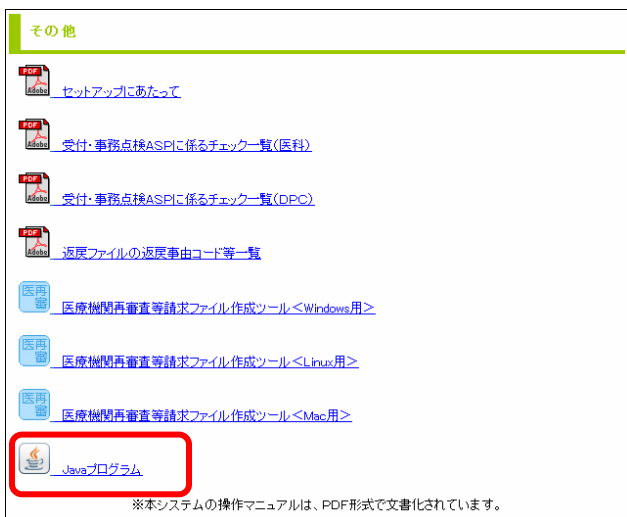 その他
PDF
Adobe
セットアップにあたって
PDF
Adobe
受付・事務点検ASPに係るチェック一覧(医科)
PDF
Adobe
受付・事務点検ASPに係るチェック一覧(DPC)
PDF
Adobe
返戻ファイルの返戻事由コード等一覧
医再
審
医療機関再審査等請求ファイル作成ツール<Windows用>
医再
審
医療機関再審査等請求ファイル作成ツール<Linux用>
医再
審
医療機関再審査等請求ファイル作成ツール<Mac用>
Javaプログラム
※本システムの操作マニュアルは、PDF形式で文書化されています。